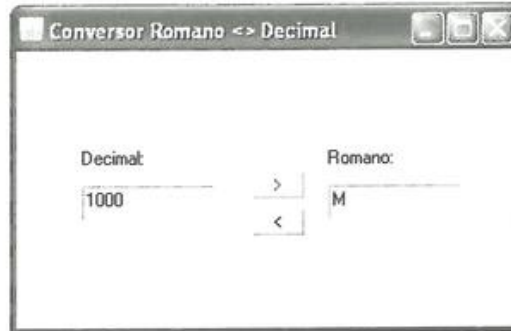 Conversor Romano <> Decimal
Decimal:
Romano:
1000
>
M
<